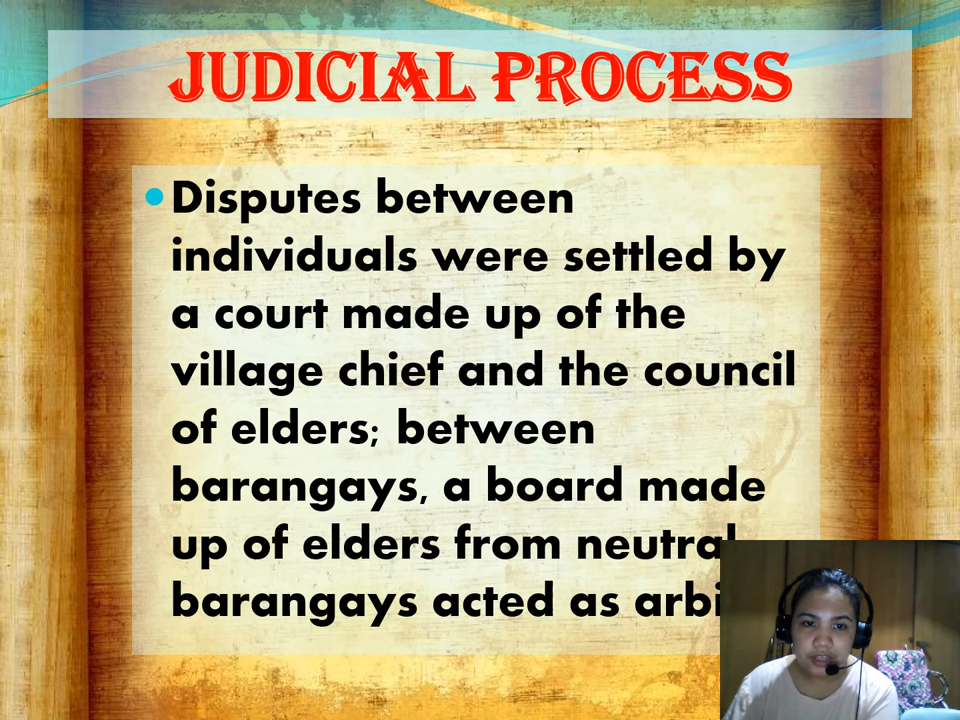 JUDICIAL PROCESS
• Disputes between
individuals were settled by
a court made up of the
village chief and the council
of elders; between
barangays, a board made
up of elders from neutral
barangays acted as